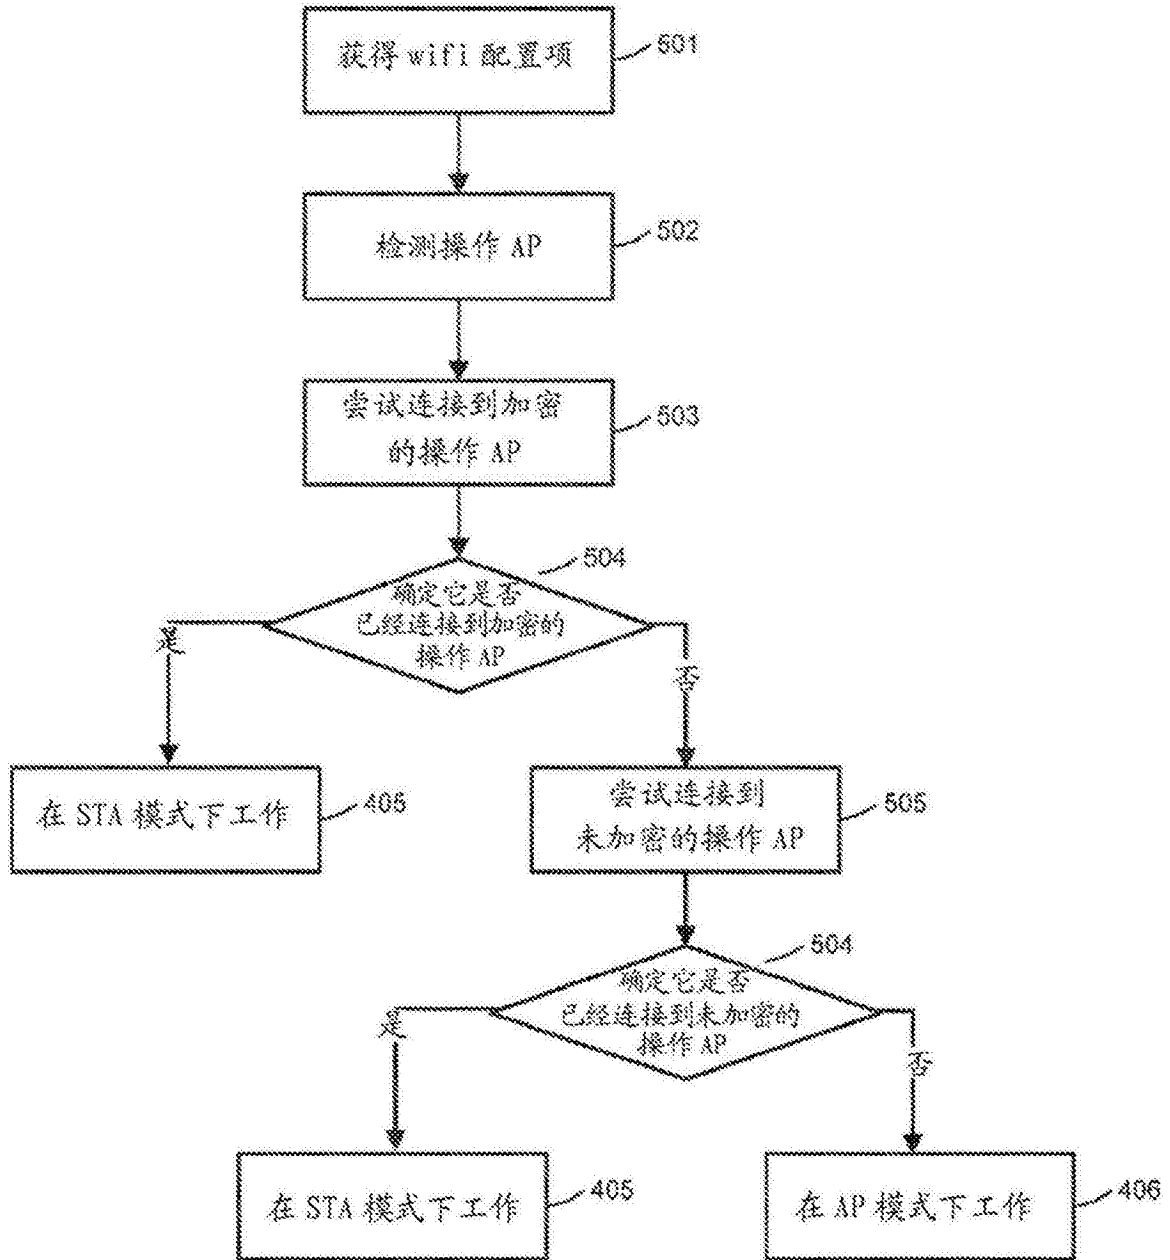 获得 wifi 配置项
501
检测操作 AP
502
尝试连接到加密
的操作 AP
503
504
确定它是否
已经连接到加密的
操作 AP
是
否
在 STA 模式下工作
405
尝试连接到
未加密的操作 AP
505
504
确定它是否
已经连接到未加密的
操作 AP
是
否
在 STA 模式下工作
405
在 AP 模式下工作
406